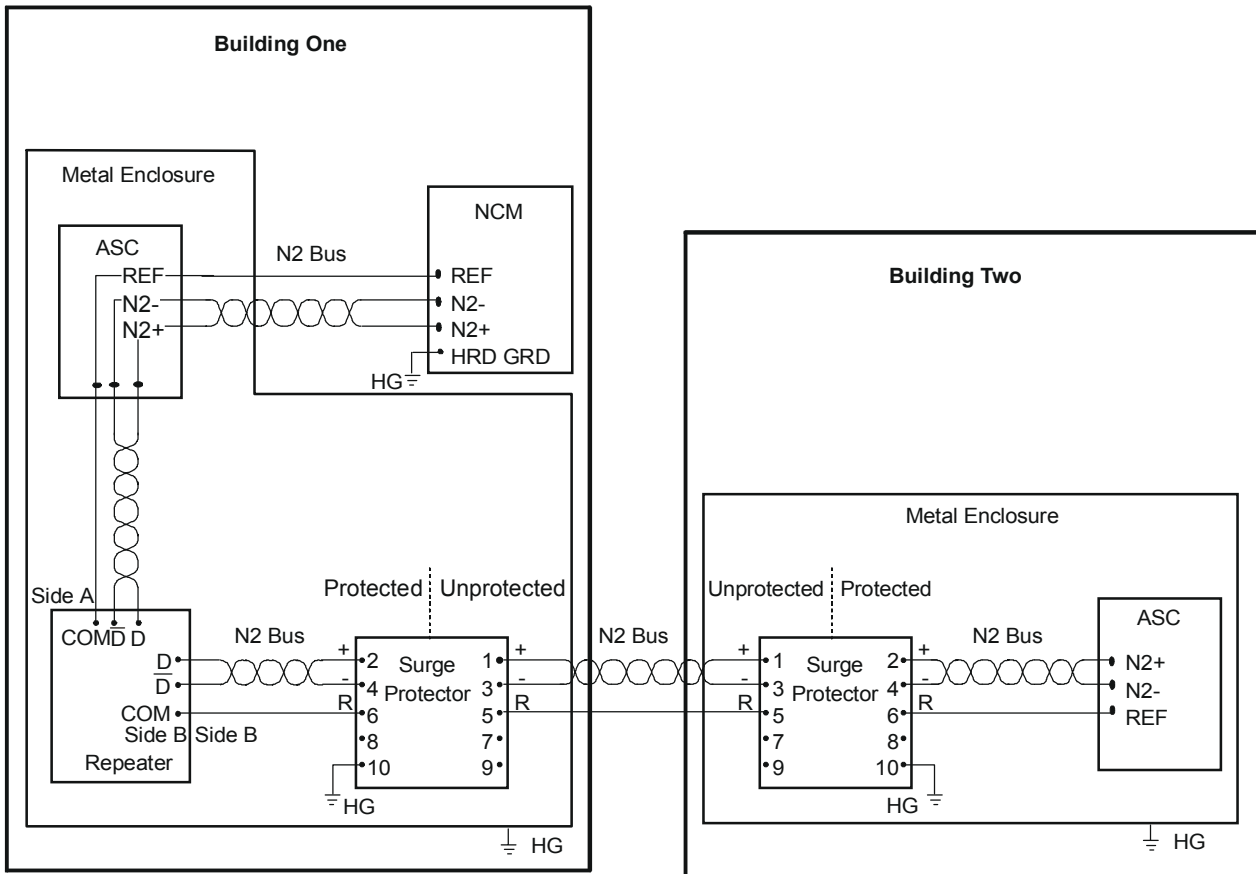 Building One
Metal Enclosure
NCM
ASC
N2 Bus
REF
REF
N2-
N2-
N2+
N2+
HRD GRD
HG
Building Two
Metal Enclosure
Side A
Protected
Unprotected
Unprotected
Protected
COM D̅ D
N2 Bus
N2 Bus
N2 Bus
ASC
D
+
2
Surge
1
+
+
1
Surge
2
+
N2+
D̅
-
4
Protector
3
-
-
3
Protector
4
-
N2-
COM
R
6
5
R
R
5
6
R
REF
Side B
Side B
8
7
7
8
Repeater
10
9
9
10
HG
HG
HG
HG